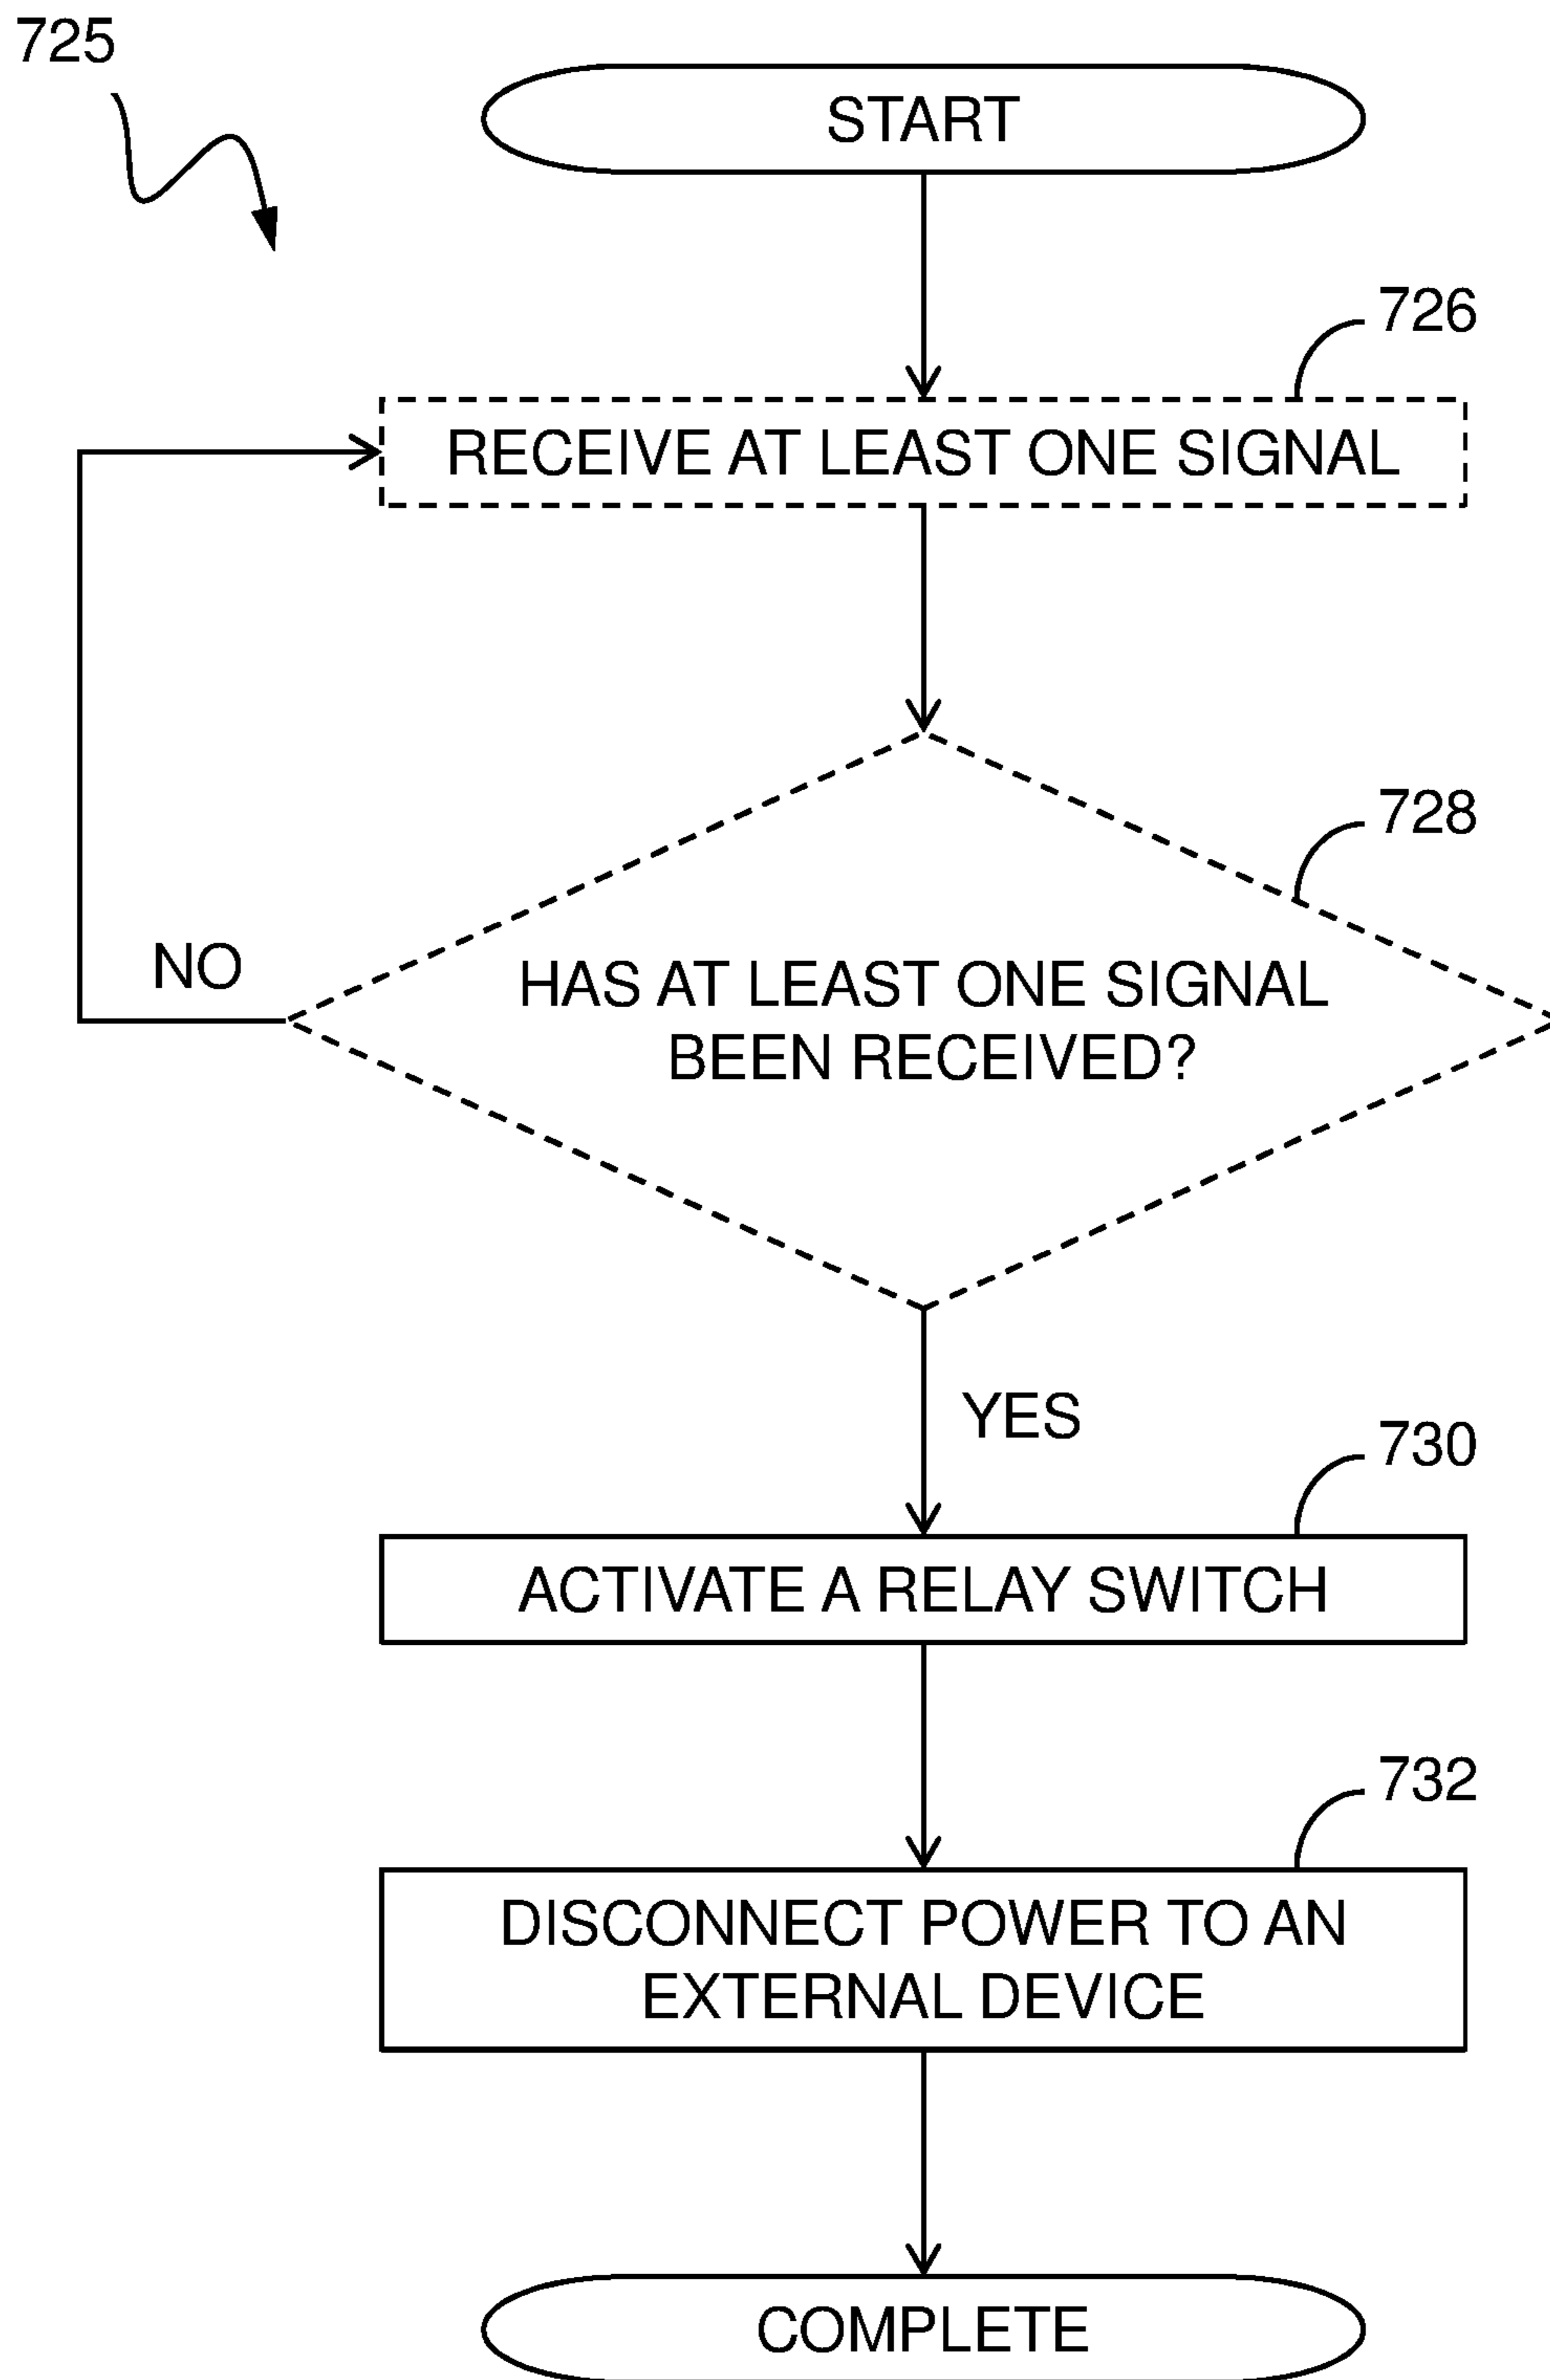 725
START
726
RECEIVE AT LEAST ONE SIGNAL
728
NO
HAS AT LEAST ONE SIGNAL
BEEN RECEIVED?
YES
730
ACTIVATE A RELAY SWITCH
732
DISCONNECT POWER TO AN
EXTERNAL DEVICE
COMPLETE